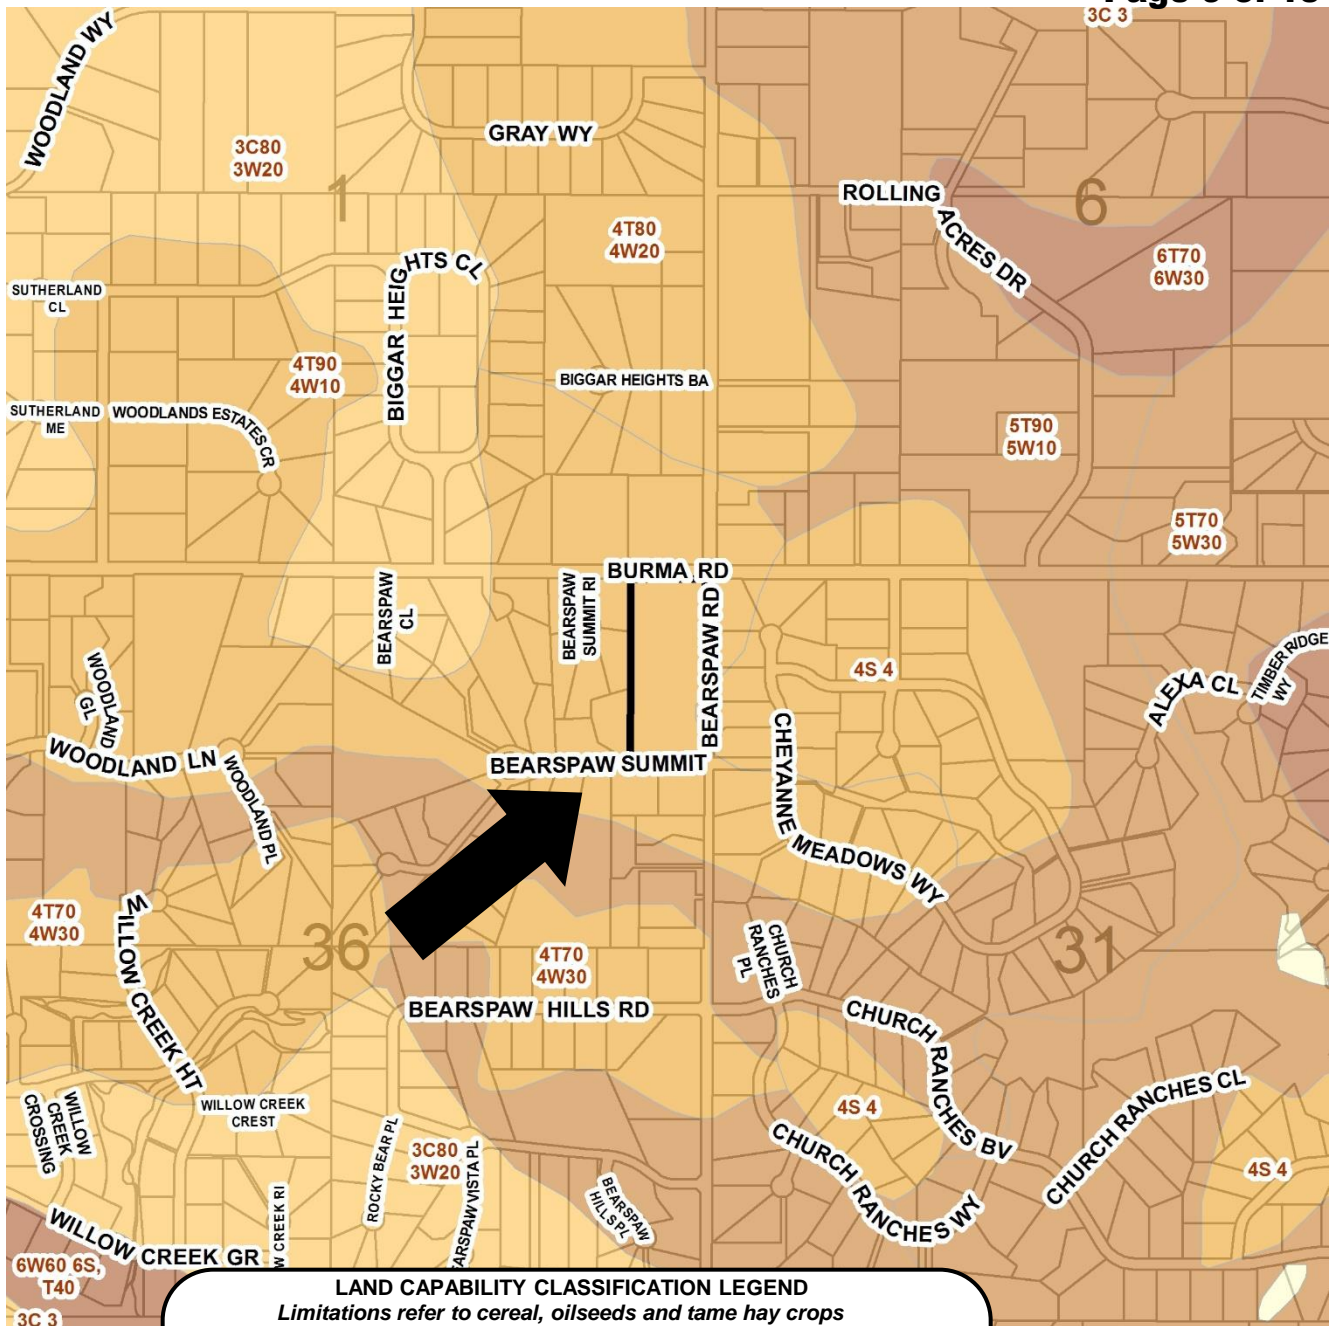 3C 3
WOODLAND WY
GRAY WY
3C80
3W20
1
ROLLING
ACRES DR
6
4T80
4W20
6T70
6W30
BIGGAR HEIGHTS CL
SUTHERLAND
CL
4T90
4W10
BIGGAR HEIGHTS BA
SUTHERLAND
ME
WOODLANDS ESTATES CR
5T90
5W10
5T70
5W30
BURMA RD
BEARSPAW
CL
BEARSPAW
SUMMIT RI
BEARSPAW RD
4S 4
TIMBER RIDGE
WY
ALEXA CL
WOODLAND
GL
WOODLAND LN
WOODLAND PL
BEARSPAW SUMMIT
CHEYANNE MEADOWS WY
4T70
4W30
WILLOW CREEK HT
36
4T70
4W30
CHURCH
RANCHES
PL
31
BEARSPAW HILLS RD
CHURCH RANCHES BV
WILLOW
CREEK
CROSSING
WILLOW CREEK
CREST
4S 4
CHURCH RANCHES CL
ROCKY BEAR PL
3C80
3W20
CHURCH RANCHES WY
4S 4
BEARSPAW
HILLS PL
WILLOW CREEK GR
6W60 6S,
T40
3C 3
LAND CAPABILITY CLASSIFICATION LEGEND
Limitations refer to cereal, oilseeds and tame hay crops